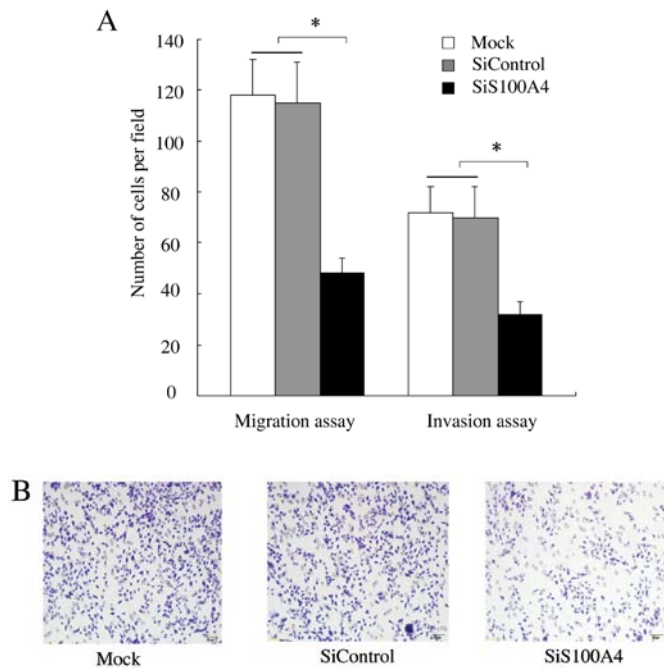 A
*
*
Mock
SiControl
SiS100A4
140
120
100
80
60
40
20
0
Number of cells per field
Migration assay
Invasion assay
B
Mock
SiControl
SiS100A4